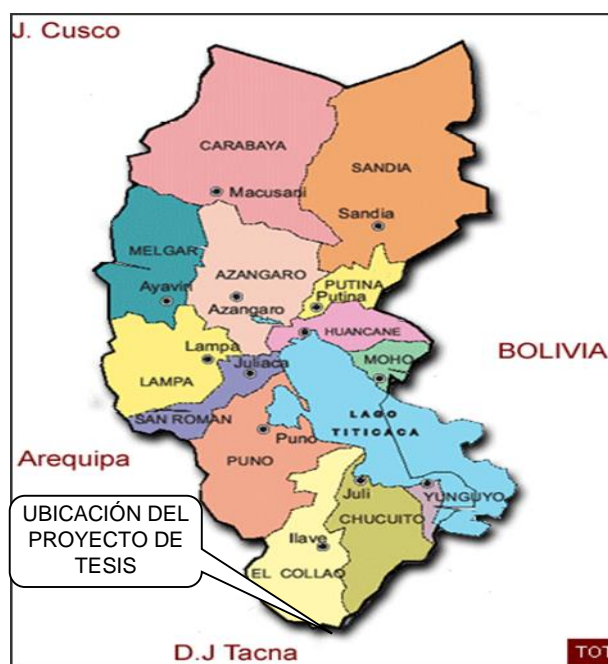 J. Cusco
CARABAYA
SANDIA
Macusani
Sandia
MELGAR
AZANGARO
PUTINA
Putina
Ayaviri
Azangaro
HUANCANE
Lampa
MOHO
BOLIVIA
Juliaca
LAMPA
LAGO
TITICACA
SAN ROMAN
Puno
Arequipa
PUNO
Juli
YUNGUYO
UBICACIÓN DEL
PROYECTO DE
TESIS
CHUCUITO
Ilave
EL COLLAO
D.J Tacna
TOT